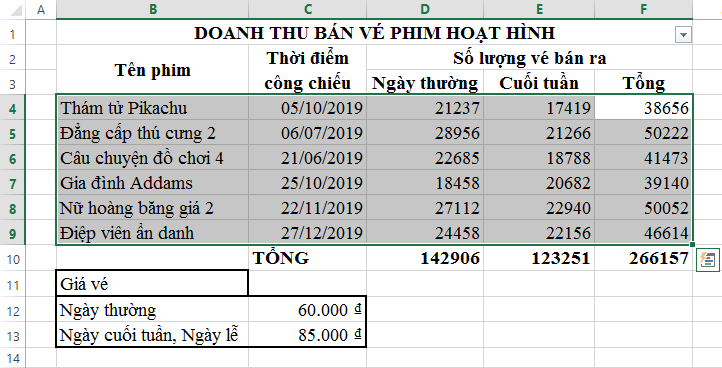 A B C D E F
1 DOANH THU BÁN VÉ PHIM HOẠT HÌNH
2 Tên phim Thời điểm Số lượng vé bán ra
3 công chiếu Ngày thường Cuối tuần Tổng
4 Thám tử Pikachu 05/10/2019 21237 17419 38656
5 Đẳng cấp thú cưng 2 06/07/2019 28956 21266 50222
6 Câu chuyện đồ chơi 4 21/06/2019 22685 18788 41473
7 Gia đình Addams 25/10/2019 18458 20682 39140
8 Nữ hoàng băng giá 2 22/11/2019 27112 22940 50052
9 Điệp viên ẩn danh 27/12/2019 24458 22156 46614
10 TỔNG 142906 123251 266157
11 Giá vé
12 Ngày thường 60.000 ₫
13 Ngày cuối tuần, Ngày lễ 85.000 ₫
14